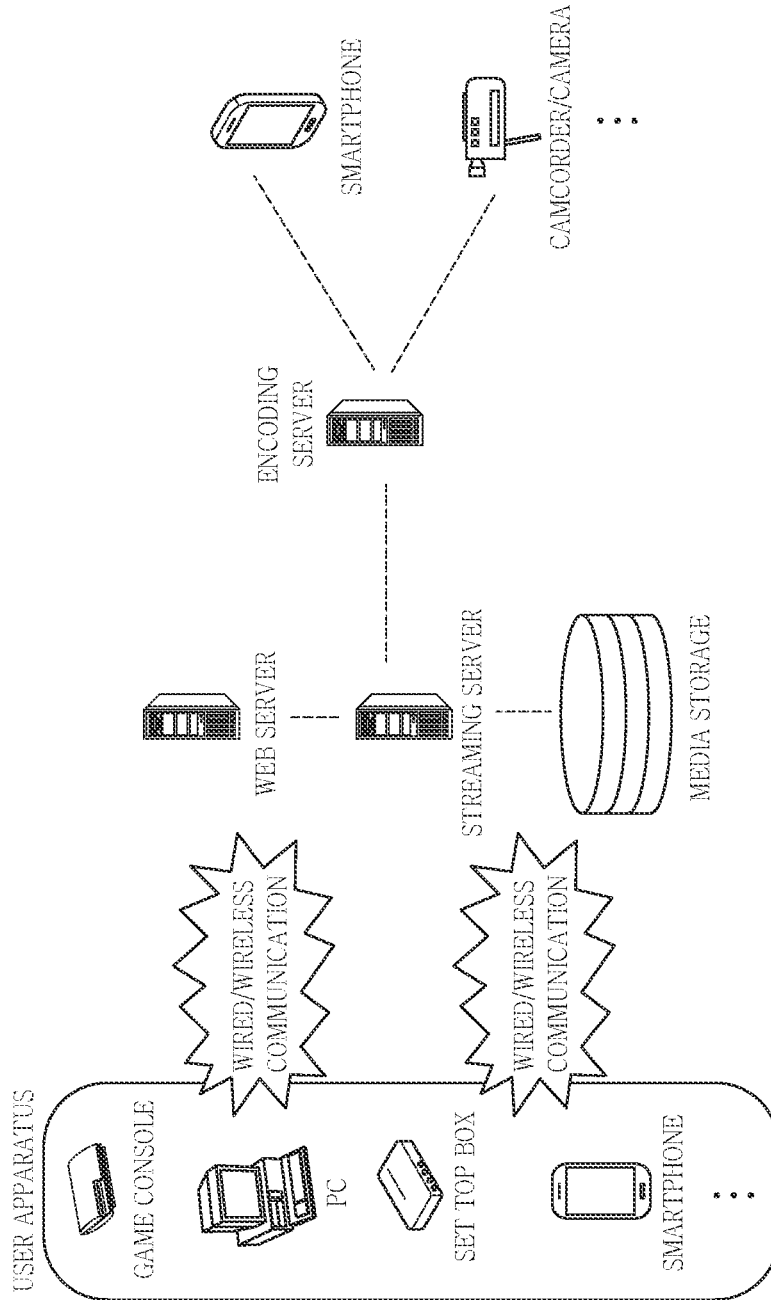 USER APPARATUS
GAME CONSOLE
PC
SET TOP BOX
SMARTPHONE
WIRED/WIRELESS
COMMUNICATION
WIRED/WIRELESS
COMMUNICATION
WEB SERVER
STREAMING SERVER
MEDIA STORAGE
ENCODING
SERVER
SMARTPHONE
CAMCORDER/CAMERA